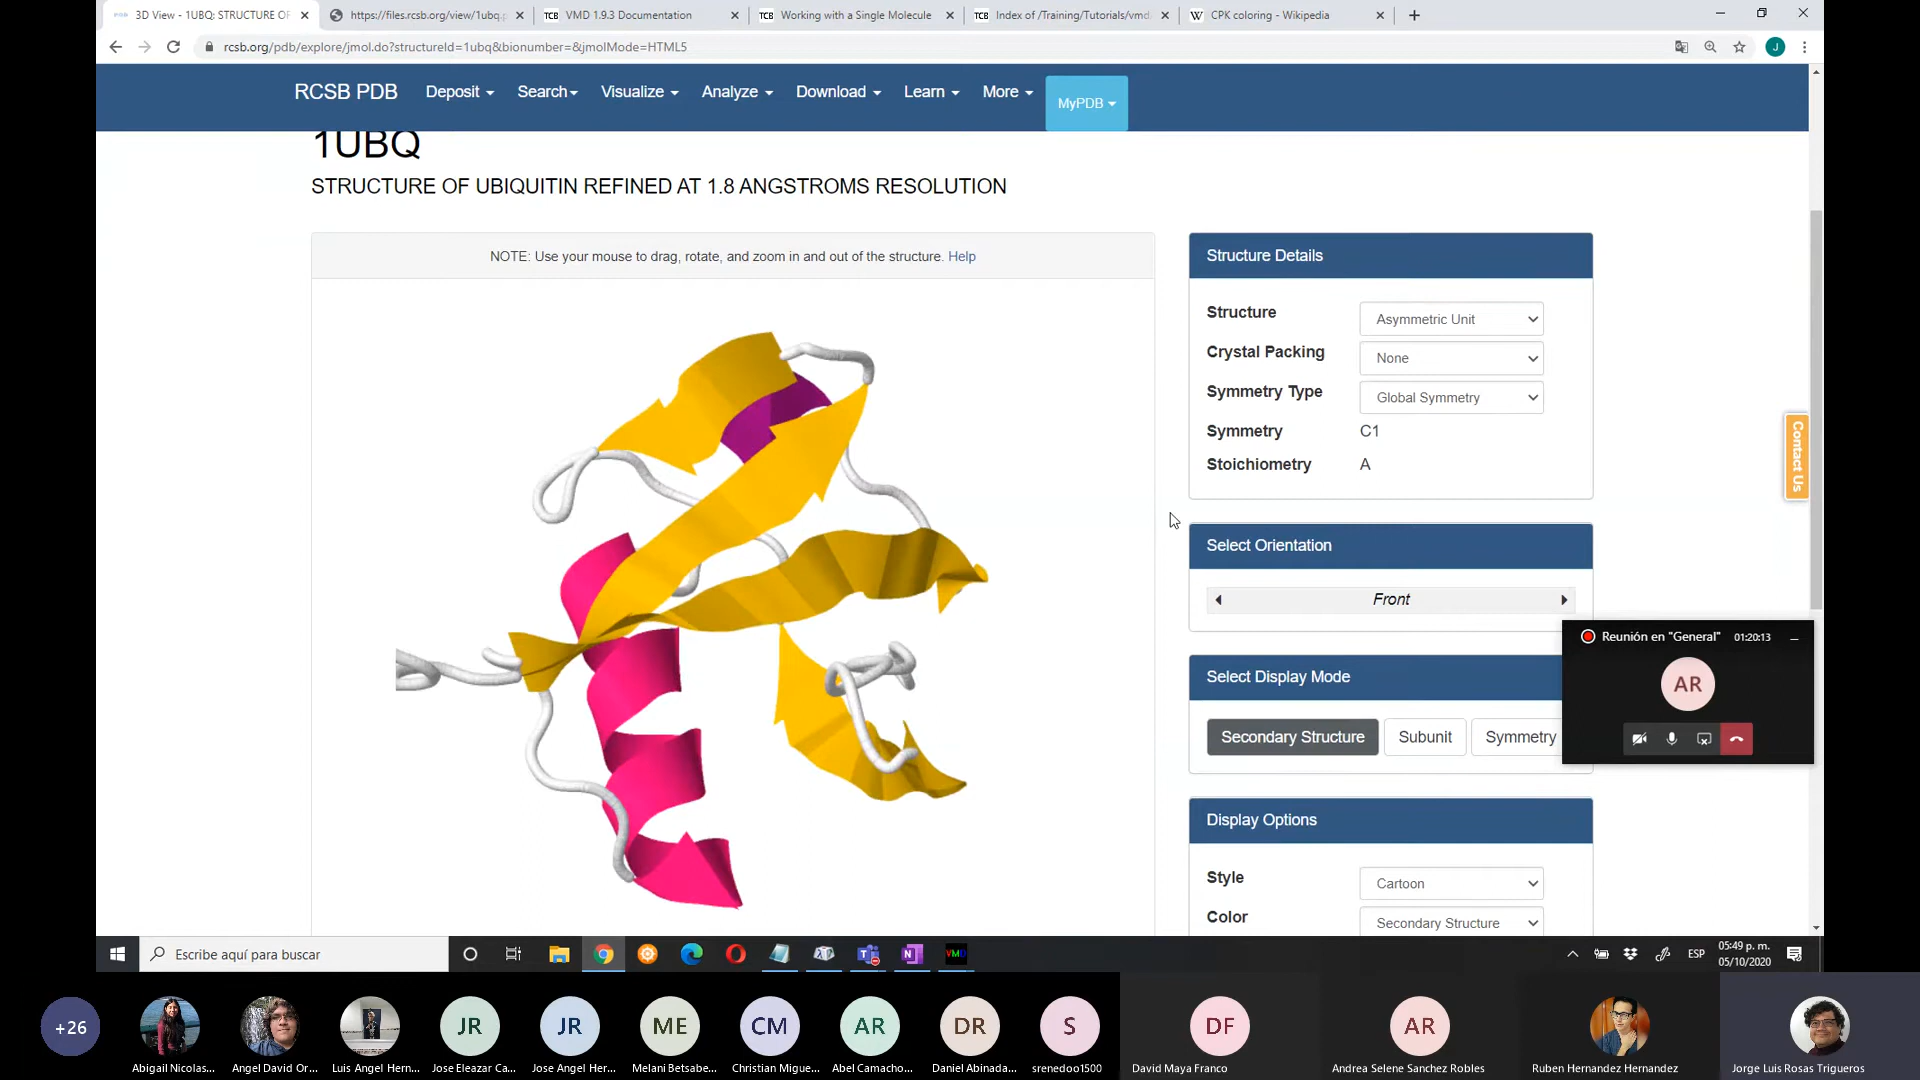 3D View - 1UBQ: STRUCTURE OF
https://files.rcsb.org/view/1ubq.p
TCB VMD 1.9.3 Documentation
TCB Working with a Single Molecule
TCB Index of /Training/Tutorials/vmd
W CPK coloring - Wikipedia
rcsb.org/pdb/explore/jmol.do?structureId=1ubq&bionumber=&jmolMode=HTML5
J
RCSB PDB Deposit Search Visualize Analyze Download Learn More MyPDB
1UBQ
STRUCTURE OF UBIQUITIN REFINED AT 1.8 ANGSTROMS RESOLUTION
NOTE: Use your mouse to drag, rotate, and zoom in and out of the structure. Help
Structure Details
Structure Asymmetric Unit
Crystal Packing None
Symmetry Type Global Symmetry
Symmetry C1
Stoichiometry A
Contact Us
Select Orientation
Front
Reunión en "General" 01:20:13
AR
Select Display Mode
Secondary Structure Subunit Symmetry
Display Options
Style Cartoon
Color Secondary Structure
Escribe aquí para buscar
VMD
ESP
05:49 p. m.
05/10/2020
+26 JR JR ME CM AR DR S DF AR
Abigail Nicolas... Angel David Or... Luis Angel Hern... Jose Eleazar Ca... Jose Angel Her... Melani Betsabe... Christian Migue... Abel Camacho... Daniel Abinada... srenedoo1500 David Maya Franco Andrea Selene Sanchez Robles Ruben Hernandez Hernandez Jorge Luis Rosas Trigueros